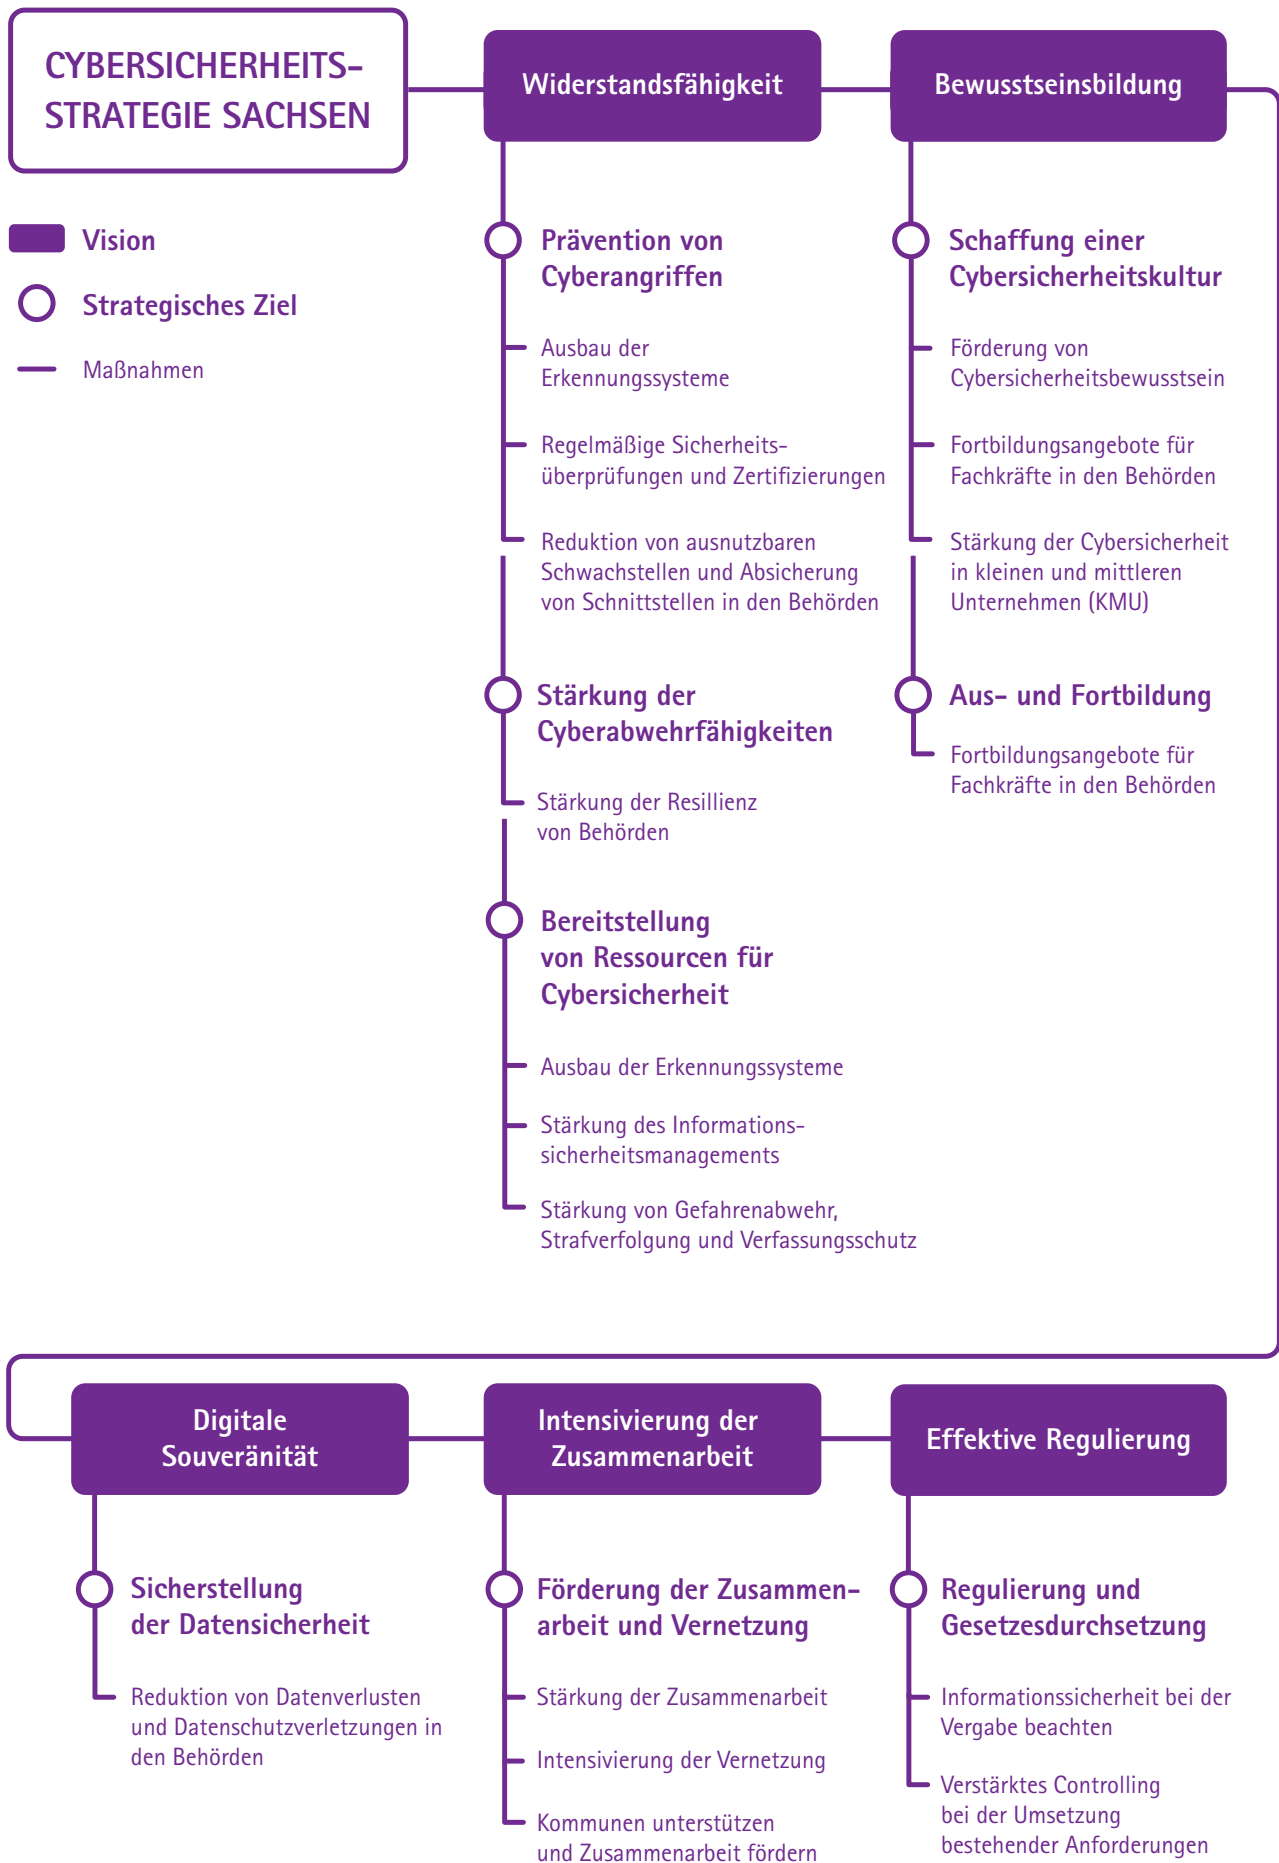 CYBERSICHERHEITS-
STRATEGIE SACHSEN
Vision
Strategisches Ziel
Maßnahmen
Widerstandsfähigkeit
Prävention von
Cyberangriffen
Ausbau der
Erkennungssysteme
Regelmäßige Sicherheits-
überprüfungen und Zertifizierungen
Reduktion von ausnutzbaren
Schwachstellen und Absicherung
von Schnittstellen in den Behörden
Stärkung der
Cyberabwehrfähigkeiten
Stärkung der Resillienz
von Behörden
Bereitstellung
von Ressourcen für
Cybersicherheit
Ausbau der Erkennungssysteme
Stärkung des Informations-
sicherheitsmanagements
Stärkung von Gefahrenabwehr,
Strafverfolgung und Verfassungsschutz
Bewusstseinsbildung
Schaffung einer
Cybersicherheitskultur
Förderung von
Cybersicherheitsbewusstsein
Fortbildungsangebote für
Fachkräfte in den Behörden
Stärkung der Cybersicherheit
in kleinen und mittleren
Unternehmen (KMU)
Aus- und Fortbildung
Fortbildungsangebote für
Fachkräfte in den Behörden
Digitale
Souveränität
Sicherstellung
der Datensicherheit
Reduktion von Datenverlusten
und Datenschutzverletzungen in
den Behörden
Intensivierung der
Zusammenarbeit
Förderung der Zusammen-
arbeit und Vernetzung
Stärkung der Zusammenarbeit
Intensivierung der Vernetzung
Kommunen unterstützen
und Zusammenarbeit fördern
Effektive Regulierung
Regulierung und
Gesetzesdurchsetzung
Informationssicherheit bei der
Vergabe beachten
Verstärktes Controlling
bei der Umsetzung
bestehender Anforderungen